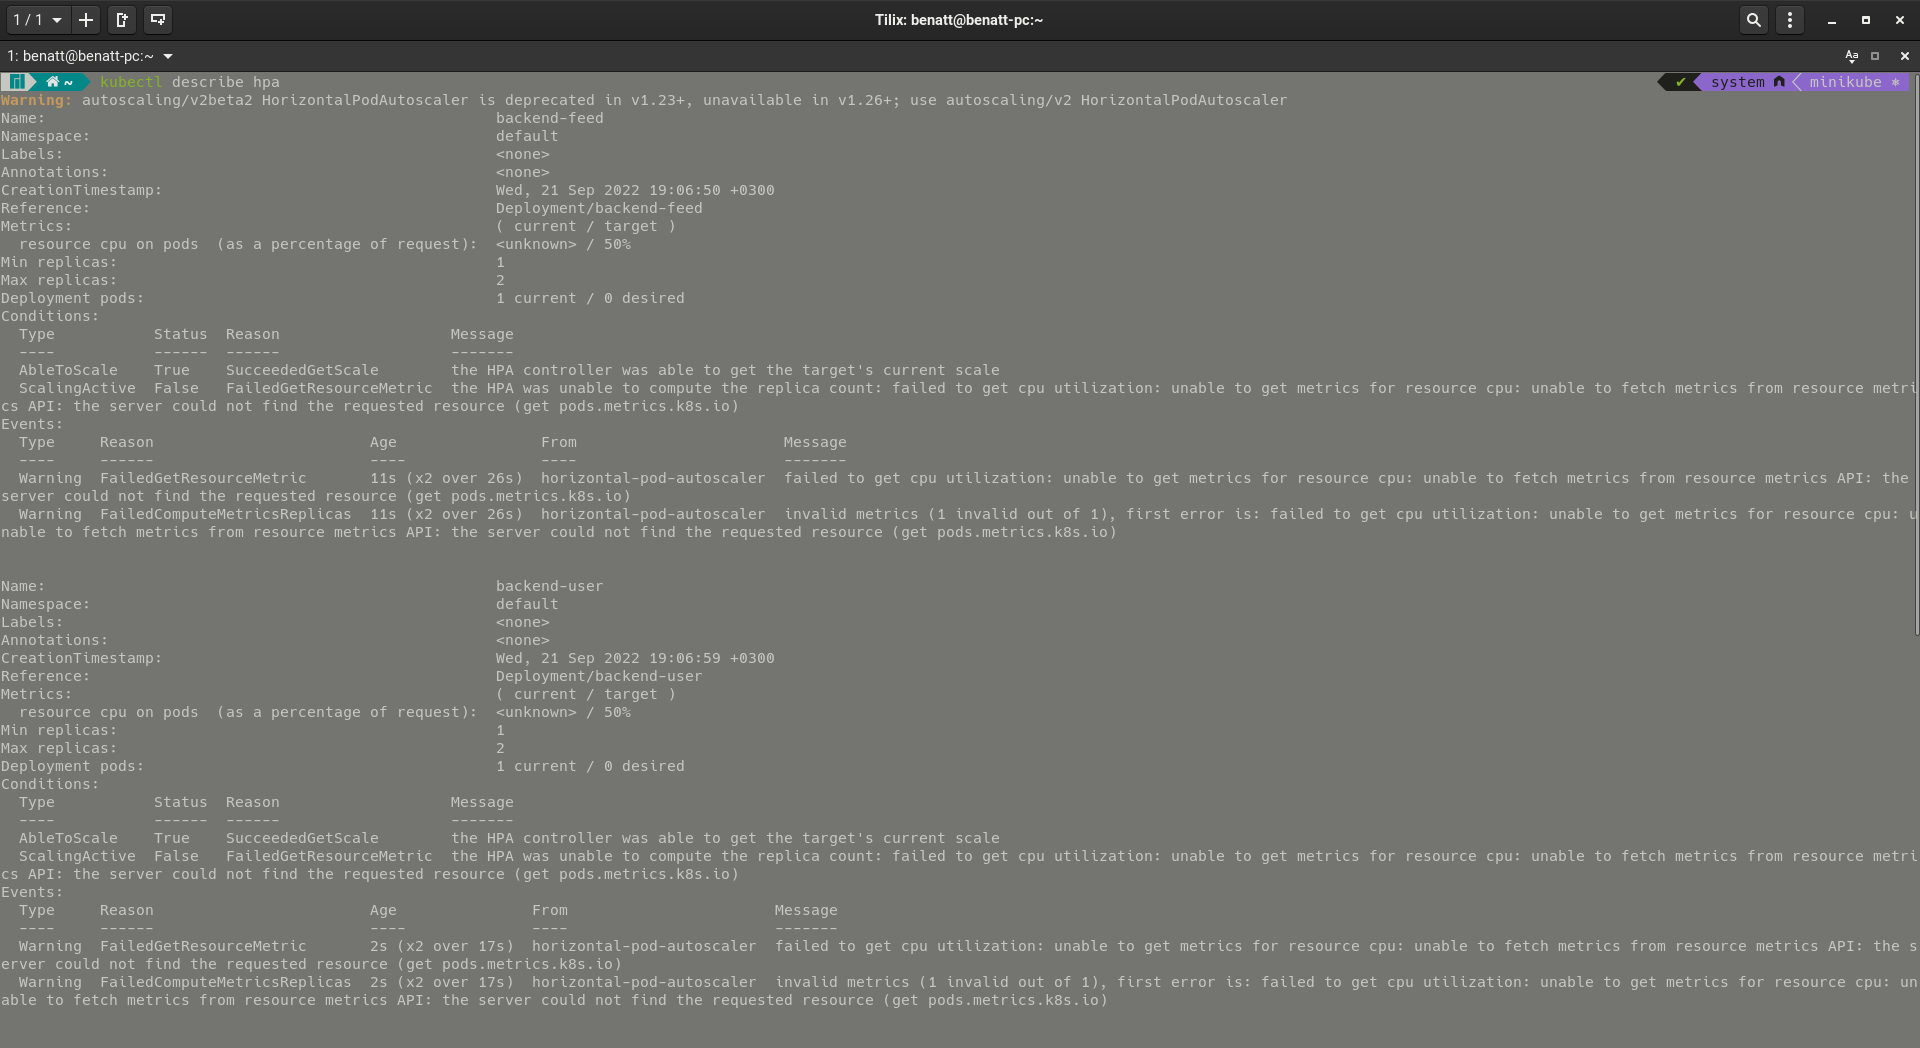 1 / 1
Tilix: benatt@benatt-pc:~
1: benatt@benatt-pc:~
~ kubectl describe hpa ✔ system minikube
Warning: autoscaling/v2beta2 HorizontalPodAutoscaler is deprecated in v1.23+, unavailable in v1.26+; use autoscaling/v2 HorizontalPodAutoscaler
Name: backend-feed
Namespace: default
Labels: <none>
Annotations: <none>
CreationTimestamp: Wed, 21 Sep 2022 19:06:50 +0300
Reference: Deployment/backend-feed
Metrics: ( current / target )
resource cpu on pods (as a percentage of request): <unknown> / 50%
Min replicas: 1
Max replicas: 2
Deployment pods: 1 current / 0 desired
Conditions:
Type Status Reason Message
---- ------ ------ -------
AbleToScale True SucceededGetScale the HPA controller was able to get the target's current scale
ScalingActive False FailedGetResourceMetric the HPA was unable to compute the replica count: failed to get cpu utilization: unable to get metrics for resource cpu: unable to fetch metrics from resource metri
cs API: the server could not find the requested resource (get pods.metrics.k8s.io)
Events:
Type Reason Age From Message
---- ------ ---- ---- -------
Warning FailedGetResourceMetric 11s (x2 over 26s) horizontal-pod-autoscaler failed to get cpu utilization: unable to get metrics for resource cpu: unable to fetch metrics from resource metrics API: the
server could not find the requested resource (get pods.metrics.k8s.io)
Warning FailedComputeMetricsReplicas 11s (x2 over 26s) horizontal-pod-autoscaler invalid metrics (1 invalid out of 1), first error is: failed to get cpu utilization: unable to get metrics for resource cpu: u
nable to fetch metrics from resource metrics API: the server could not find the requested resource (get pods.metrics.k8s.io)
Name: backend-user
Namespace: default
Labels: <none>
Annotations: <none>
CreationTimestamp: Wed, 21 Sep 2022 19:06:59 +0300
Reference: Deployment/backend-user
Metrics: ( current / target )
resource cpu on pods (as a percentage of request): <unknown> / 50%
Min replicas: 1
Max replicas: 2
Deployment pods: 1 current / 0 desired
Conditions:
Type Status Reason Message
---- ------ ------ -------
AbleToScale True SucceededGetScale the HPA controller was able to get the target's current scale
ScalingActive False FailedGetResourceMetric the HPA was unable to compute the replica count: failed to get cpu utilization: unable to get metrics for resource cpu: unable to fetch metrics from resource metri
cs API: the server could not find the requested resource (get pods.metrics.k8s.io)
Events:
Type Reason Age From Message
---- ------ ---- ---- -------
Warning FailedGetResourceMetric 2s (x2 over 17s) horizontal-pod-autoscaler failed to get cpu utilization: unable to get metrics for resource cpu: unable to fetch metrics from resource metrics API: the s
erver could not find the requested resource (get pods.metrics.k8s.io)
Warning FailedComputeMetricsReplicas 2s (x2 over 17s) horizontal-pod-autoscaler invalid metrics (1 invalid out of 1), first error is: failed to get cpu utilization: unable to get metrics for resource cpu: un
able to fetch metrics from resource metrics API: the server could not find the requested resource (get pods.metrics.k8s.io)